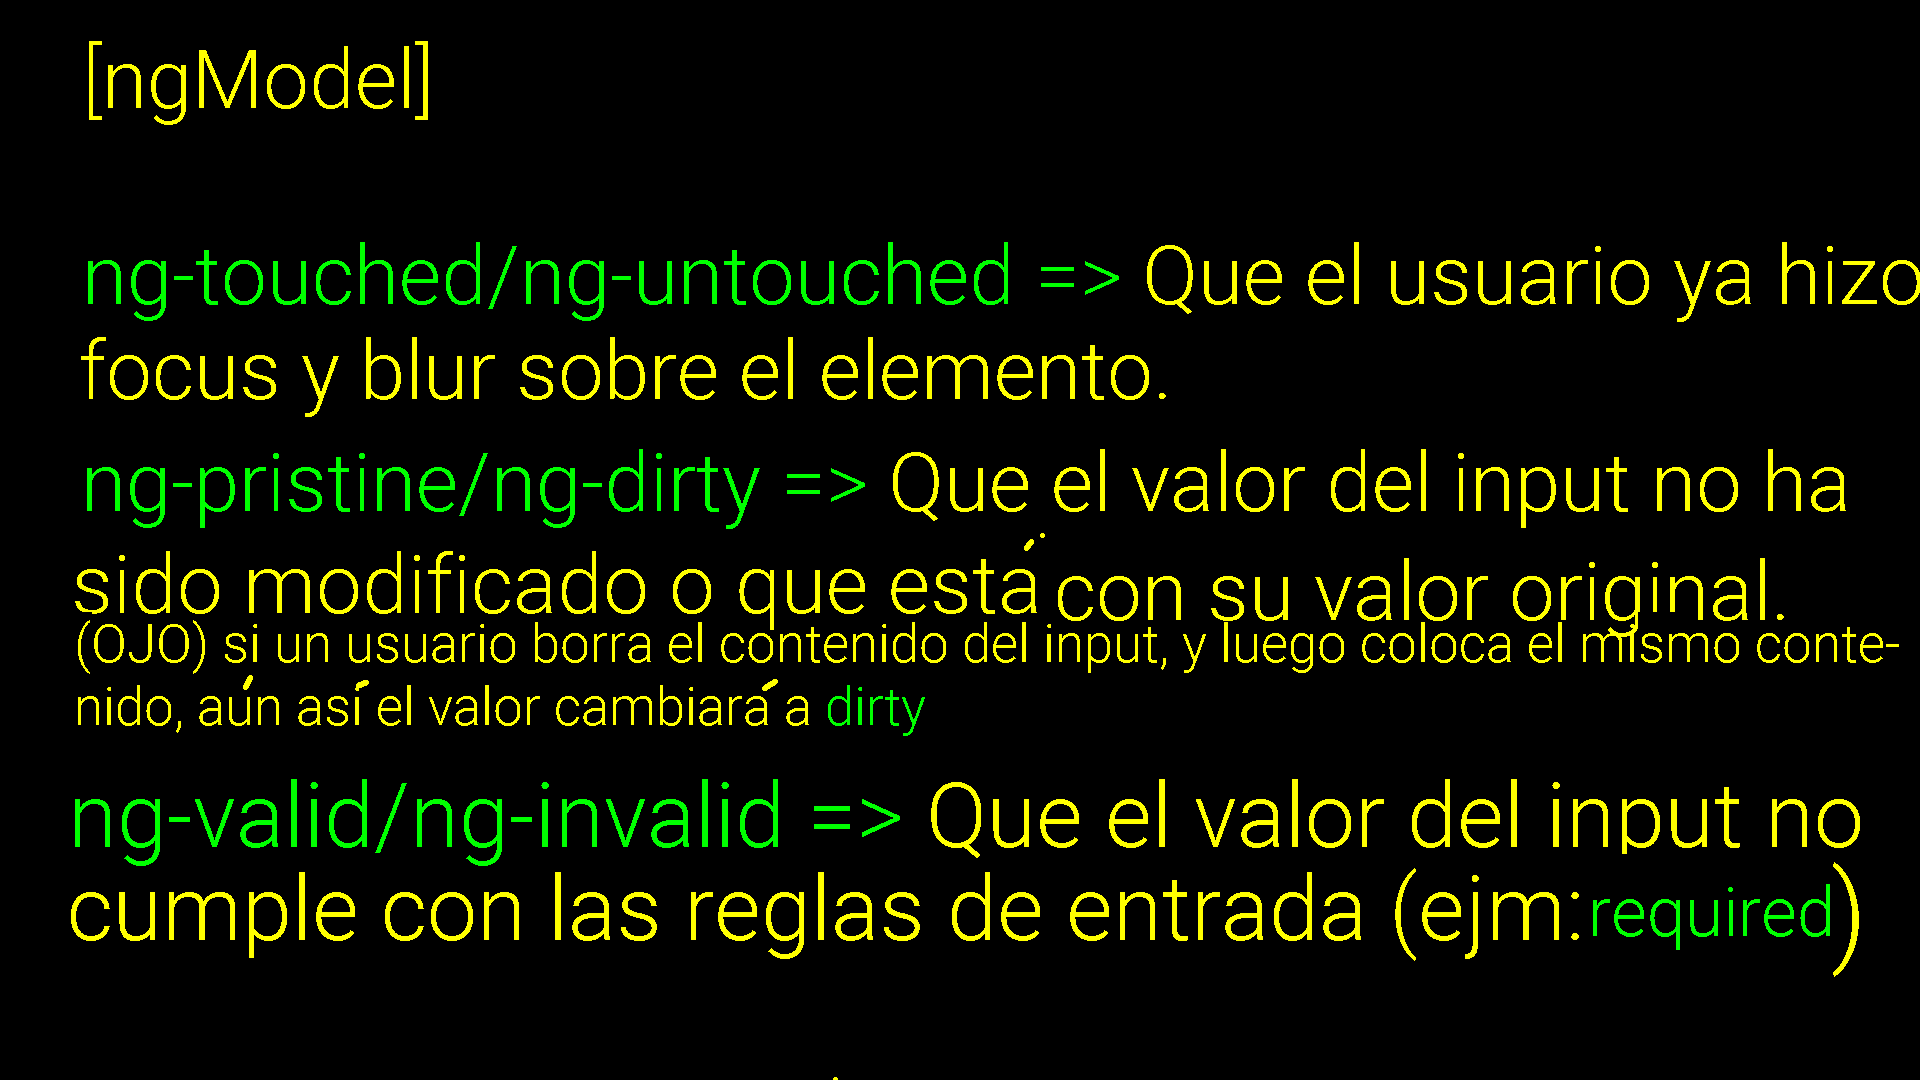 [ngModel]
ng-touched/ng-untouched => Que el usuario ya hizo
focus y blur sobre el elemento.
ng-pristine/ng-dirty => Que el valor del input no ha
sido modificado o que está con su valor original.
(OJO) si un usuario borra el contenido del input, y luego coloca el mismo conte-
nido, aún así el valor cambiará a dirty
ng-valid/ng-invalid => Que el valor del input no
cumple con las reglas de entrada (ejm:required)